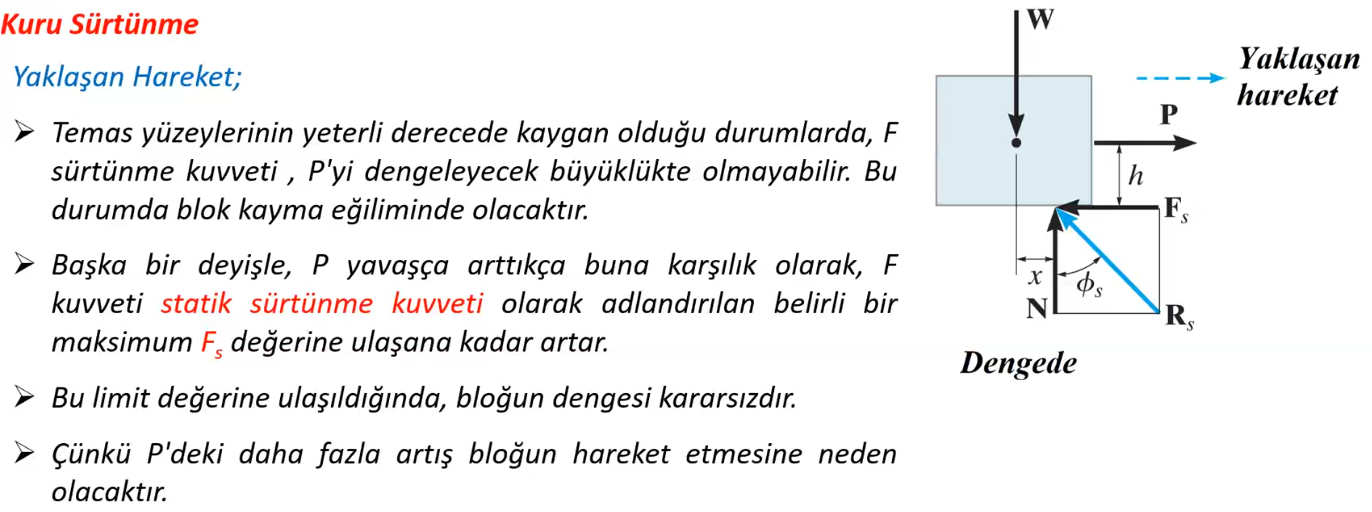 Kuru Sürtünme
Yaklaşan Hareket;
➢ Temas yüzeylerinin yeterli derecede kaygan olduğu durumlarda, F
sürtünme kuvveti , P'yi dengeleyecek büyüklükte olmayabilir. Bu
durumda blok kayma eğiliminde olacaktır.
➢ Başka bir deyişle, P yavaşça arttıkça buna karşılık olarak, F
kuvveti statik sürtünme kuvveti olarak adlandırılan belirli bir
maksimum Fs değerine ulaşana kadar artar.
➢ Bu limit değerine ulaşıldığında, bloğun dengesi kararsızdır.
➢ Çünkü P'deki daha fazla artış bloğun hareket etmesine neden
olacaktır.
W
Yaklaşan
hareket
P
h
Fs
x
ϕs
N
Rs
Dengede